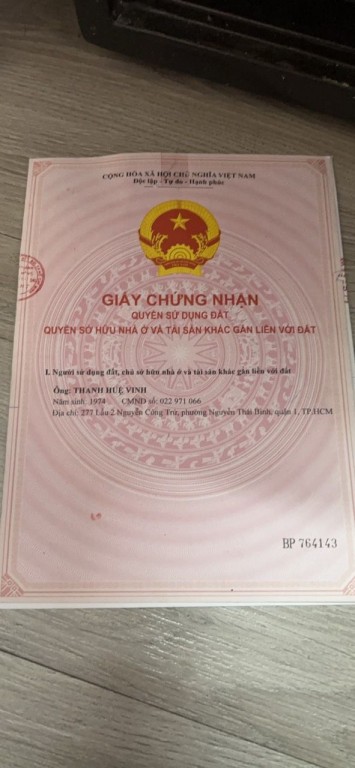 CỘNG HÒA XÃ HỘI CHỦ NGHĨA VIỆT NAM
Độc lập - Tự do - Hạnh phúc
GIẤY CHỨNG NHẬN
QUYỀN SỬ DỤNG ĐẤT
QUYỀN SỞ HỮU NHÀ Ở VÀ TÀI SẢN KHÁC GẮN LIỀN VỚI ĐẤT
I. Người sử dụng đất, chủ sở hữu nhà ở và tài sản khác gắn liền với đất
Ông: THANH HUÊ VINH
Năm sinh: 1974 CMND số: 022 971 066
Địa chỉ: 277 Lầu 2 Nguyễn Công Trứ, phường Nguyễn Thái Bình, quận 1, TP.HCM
BP 764143